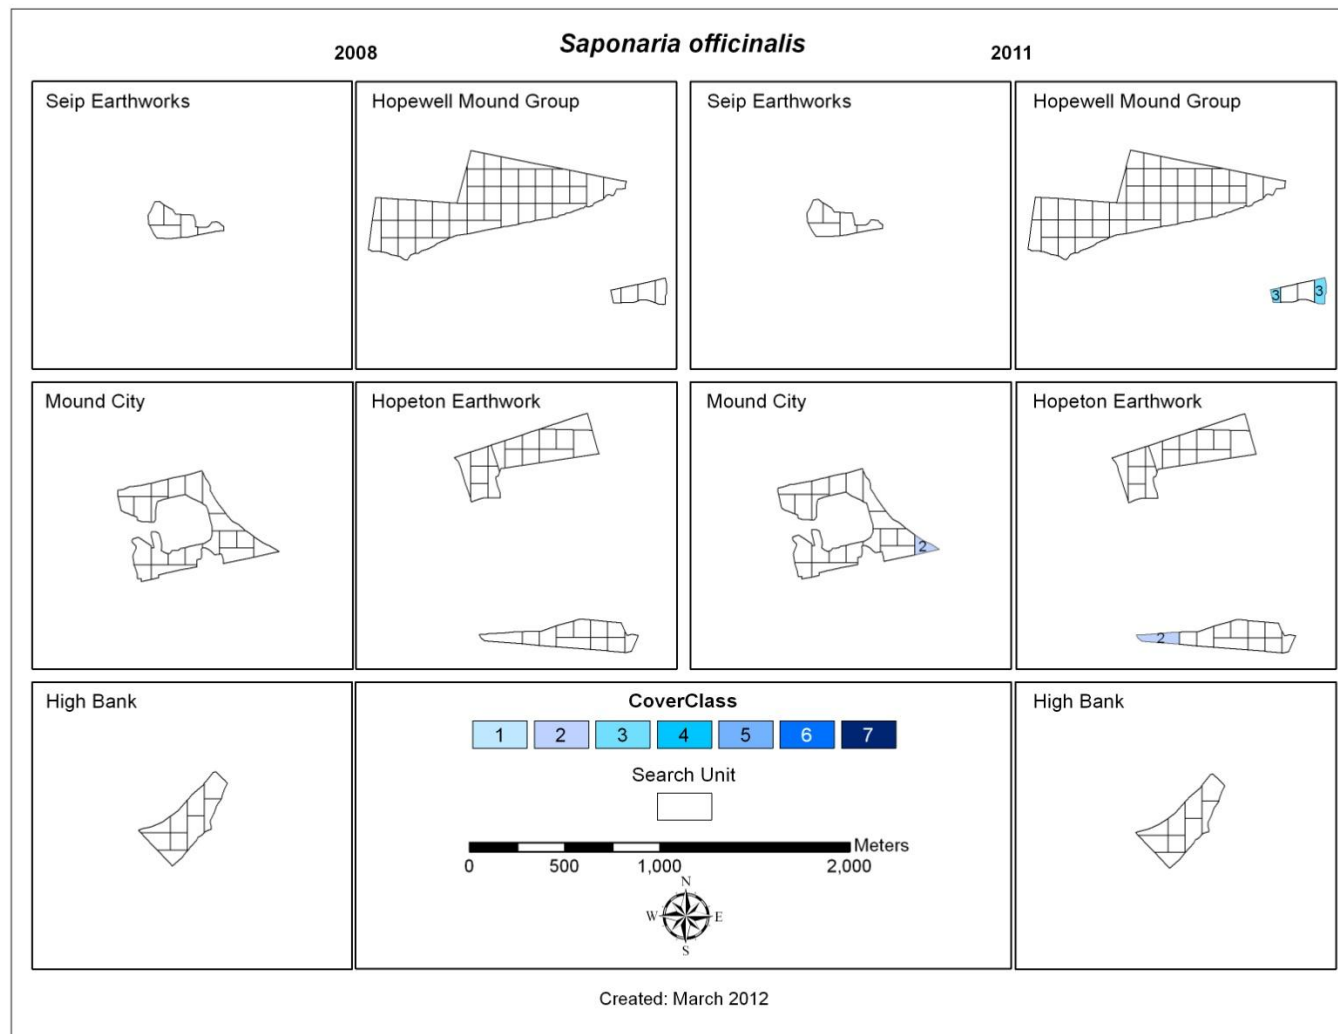 Saponaria officinalis
2008
2011
Seip Earthworks
Hopewell Mound Group
Seip Earthworks
Hopewell Mound Group
3
3
Mound City
Hopeton Earthwork
Mound City
Hopeton Earthwork
2
2
High Bank
CoverClass
1 2 3 4 5 6 7
Search Unit
Meters
0 500 1,000 2,000
N
W E
S
High Bank
Created: March 2012